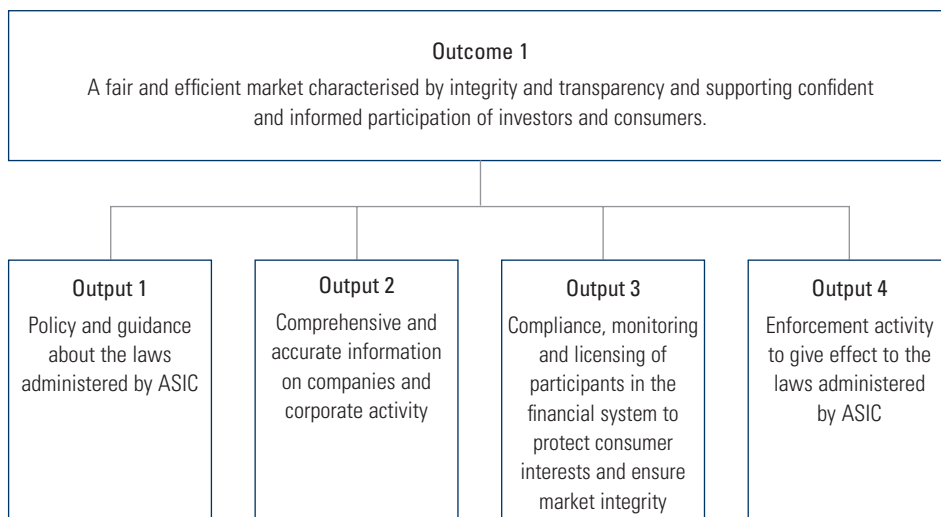 Outcome 1
A fair and efficient market characterised by integrity and transparency and supporting confident
and informed participation of investors and consumers.
Output 1
Policy and guidance
about the laws
administered by ASIC
Output 2
Comprehensive and
accurate information
on companies and
corporate activity
Output 3
Compliance, monitoring
and licensing of
participants in the
financial system to
protect consumer
interests and ensure
market integrity
Output 4
Enforcement activity
to give effect to the
laws administered
by ASIC